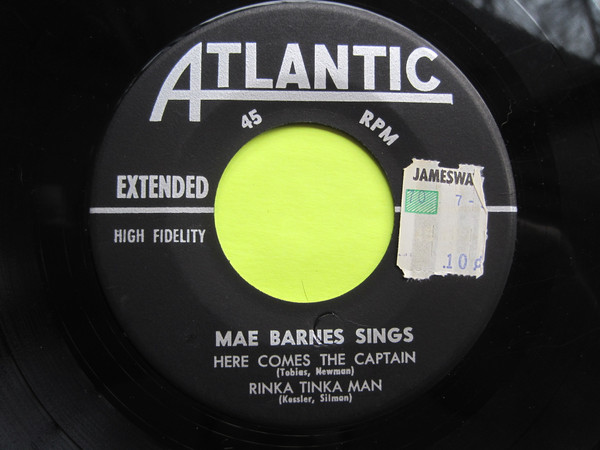 ATLANTIC
45 RPM
EXTENDED
HIGH FIDELITY
JAMESWA
7-
.10¢
MAE BARNES SINGS
HERE COMES THE CAPTAIN
(Tobias, Newman)
RINKA TINKA MAN
(Kessler, Silman)